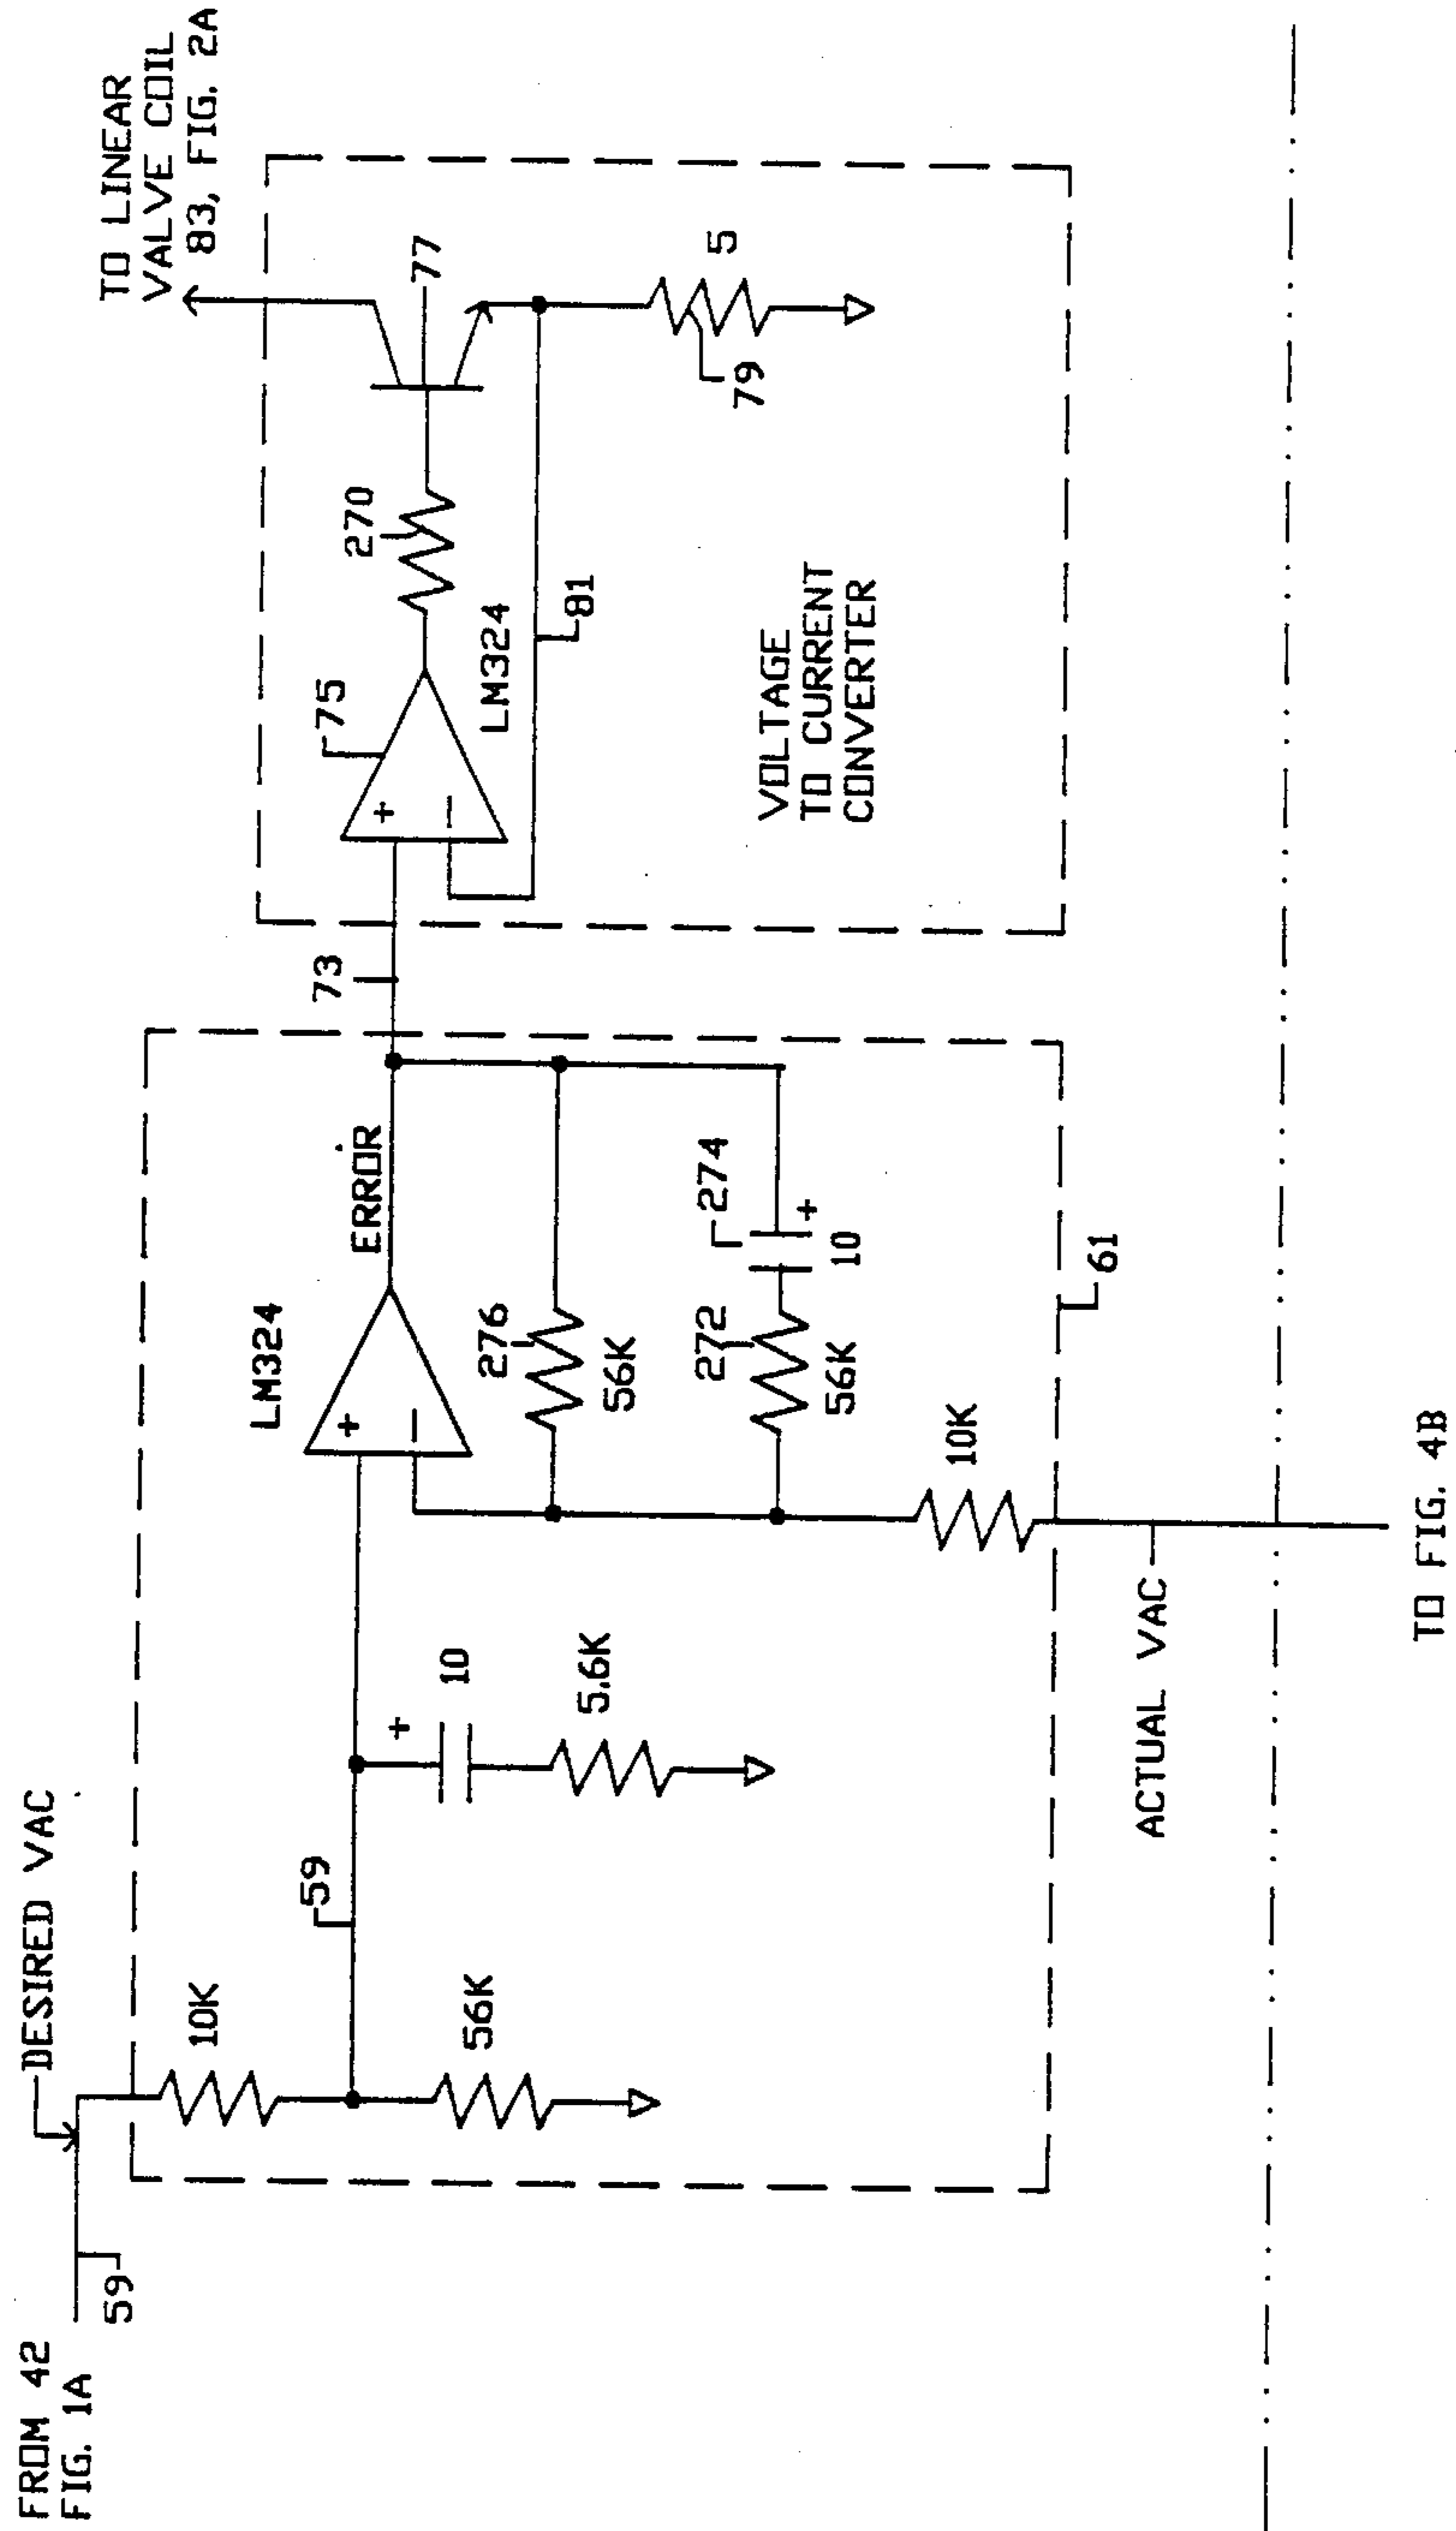 FROM 42
FIG. 1A
59
DESIRED VAC
10K
56K
59
+
10
5.6K
LM324
+
ERROR
276
56K
272
56K
274
+
10
10K
61
ACTUAL VAC
TO FIG. 4B
73
75
+
LM324
270
77
81
79
5
VOLTAGE
TO CURRENT
CONVERTER
TO LINEAR
VALVE COIL
83, FIG. 2A